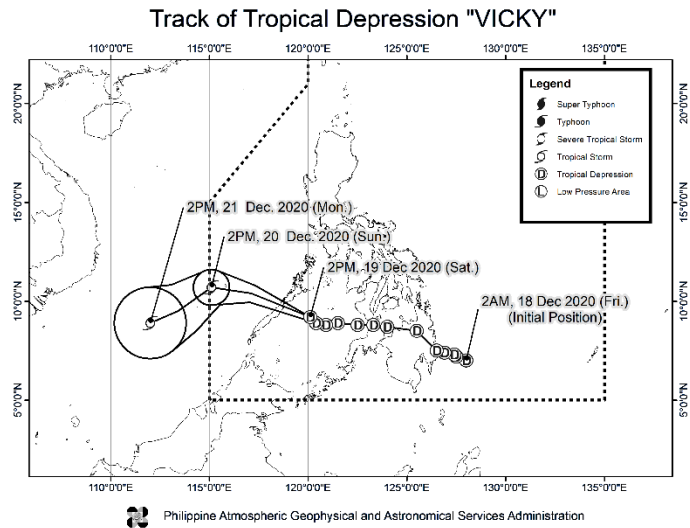 Track of Tropical Depression "VICKY"
110°0'0"E 115°0'0"E 120°0'0"E 125°0'0"E 130°0'0"E 135°0'0"E
20°0'0"N 20°0'0"N
15°0'0"N 15°0'0"N
10°0'0"N 10°0'0"N
5°0'0"N 5°0'0"N
Legend
Super Typhoon
Typhoon
Severe Tropical Storm
Tropical Storm
D Tropical Depression
L Low Pressure Area
2PM, 21 Dec. 2020 (Mon.)
2PM, 20 Dec. 2020 (Sun.)
2PM, 19 Dec 2020 (Sat.)
2AM, 18 Dec 2020 (Fri.)
(Initial Position)
D D D D D D D D D D D D
110°0'0"E 115°0'0"E 120°0'0"E 125°0'0"E 130°0'0"E 135°0'0"E
Philippine Atmospheric Geophysical and Astronomical Services Administration